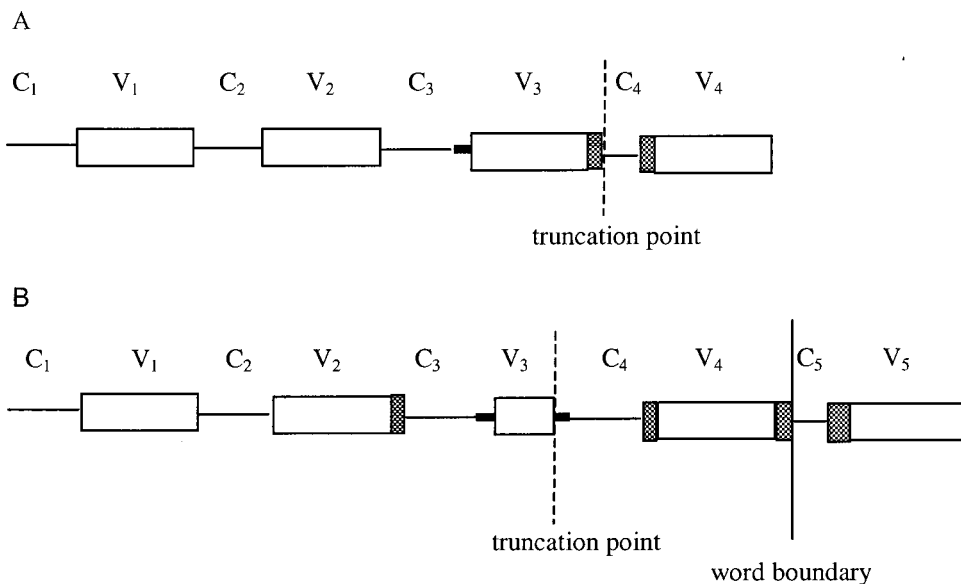 A
C₁ V₁ C₂ V₂ C₃ V₃ C₄ V₄
truncation point
B
C₁ V₁ C₂ V₂ C₃ V₃ C₄ V₄ C₅ V₅
truncation point
word boundary